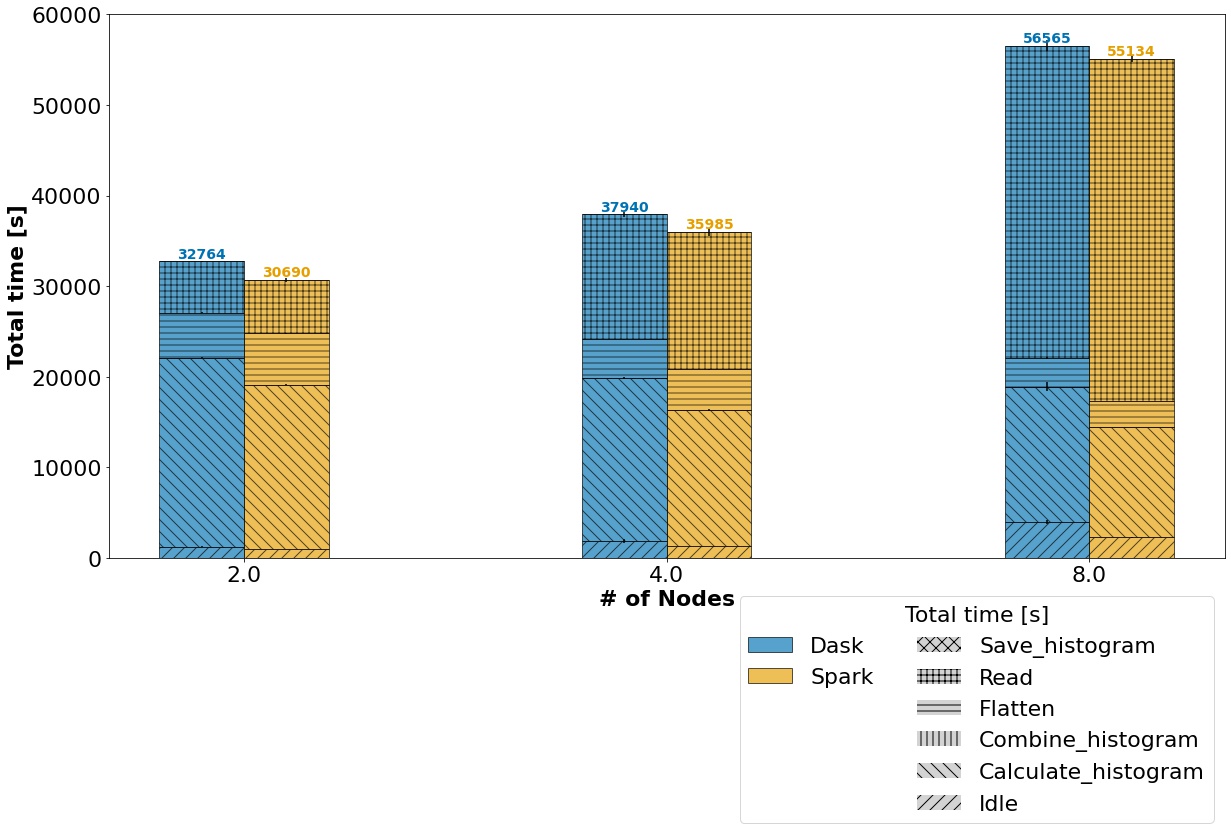 60000
50000
40000
30000
20000
10000
0
Total time [s]
32764
30690
37940
35985
56565
55134
2.0
4.0
8.0
# of Nodes
Total time [s]
Dask
Spark
Save_histogram
Read
Flatten
Combine_histogram
Calculate_histogram
Idle